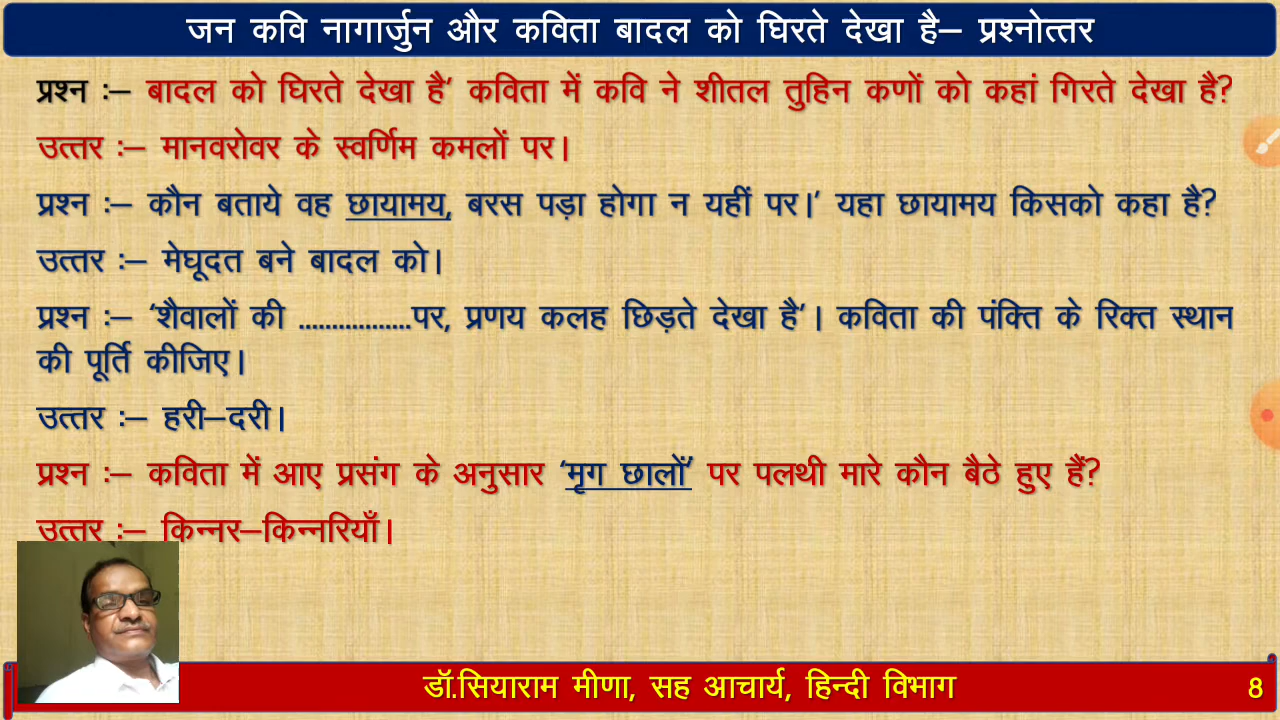 जन कवि नागार्जुन और कविता बादल को घिरते देखा है– प्रश्नोत्तर
प्रश्न :– बादल को घिरते देखा है’ कविता में कवि ने शीतल तुहिन कणों को कहां गिरते देखा है?
उत्तर :– मानवरोवर के स्वर्णिम कमलों पर।
प्रश्न :– कौन बताये वह छायामय, बरस पड़ा होगा न यहीं पर।’ यहा छायामय किसको कहा है?
उत्तर :– मेघूदत बने बादल को।
प्रश्न :– ‘शैवालों की .................पर, प्रणय कलह छिड़ते देखा है’। कविता की पंक्ति के रिक्त स्थान
की पूर्ति कीजिए।
उत्तर :– हरी–दरी।
प्रश्न :– कविता में आए प्रसंग के अनुसार ‘मृग छालों’ पर पलथी मारे कौन बैठे हुए हैं?
उत्तर :– किन्नर–किन्नरियाँ।
डॉ.सियाराम मीणा, सह आचार्य, हिन्दी विभाग
8